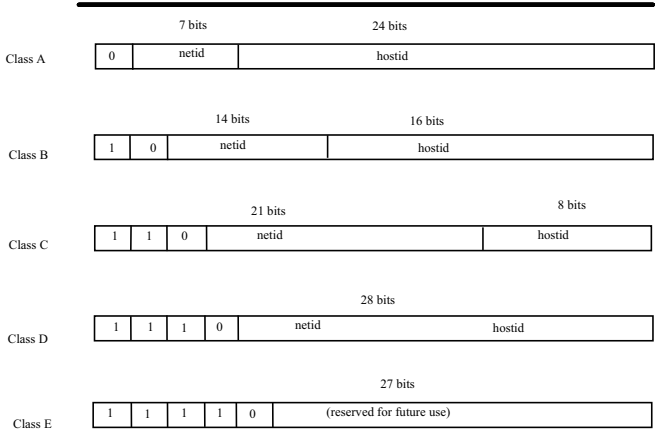 7 bits 24 bits
Class A 0 netid hostid
14 bits 16 bits
Class B 1 0 netid hostid
21 bits 8 bits
Class C 1 1 0 netid hostid
28 bits
Class D 1 1 1 0 netid hostid
27 bits
Class E 1 1 1 1 0 (reserved for future use)